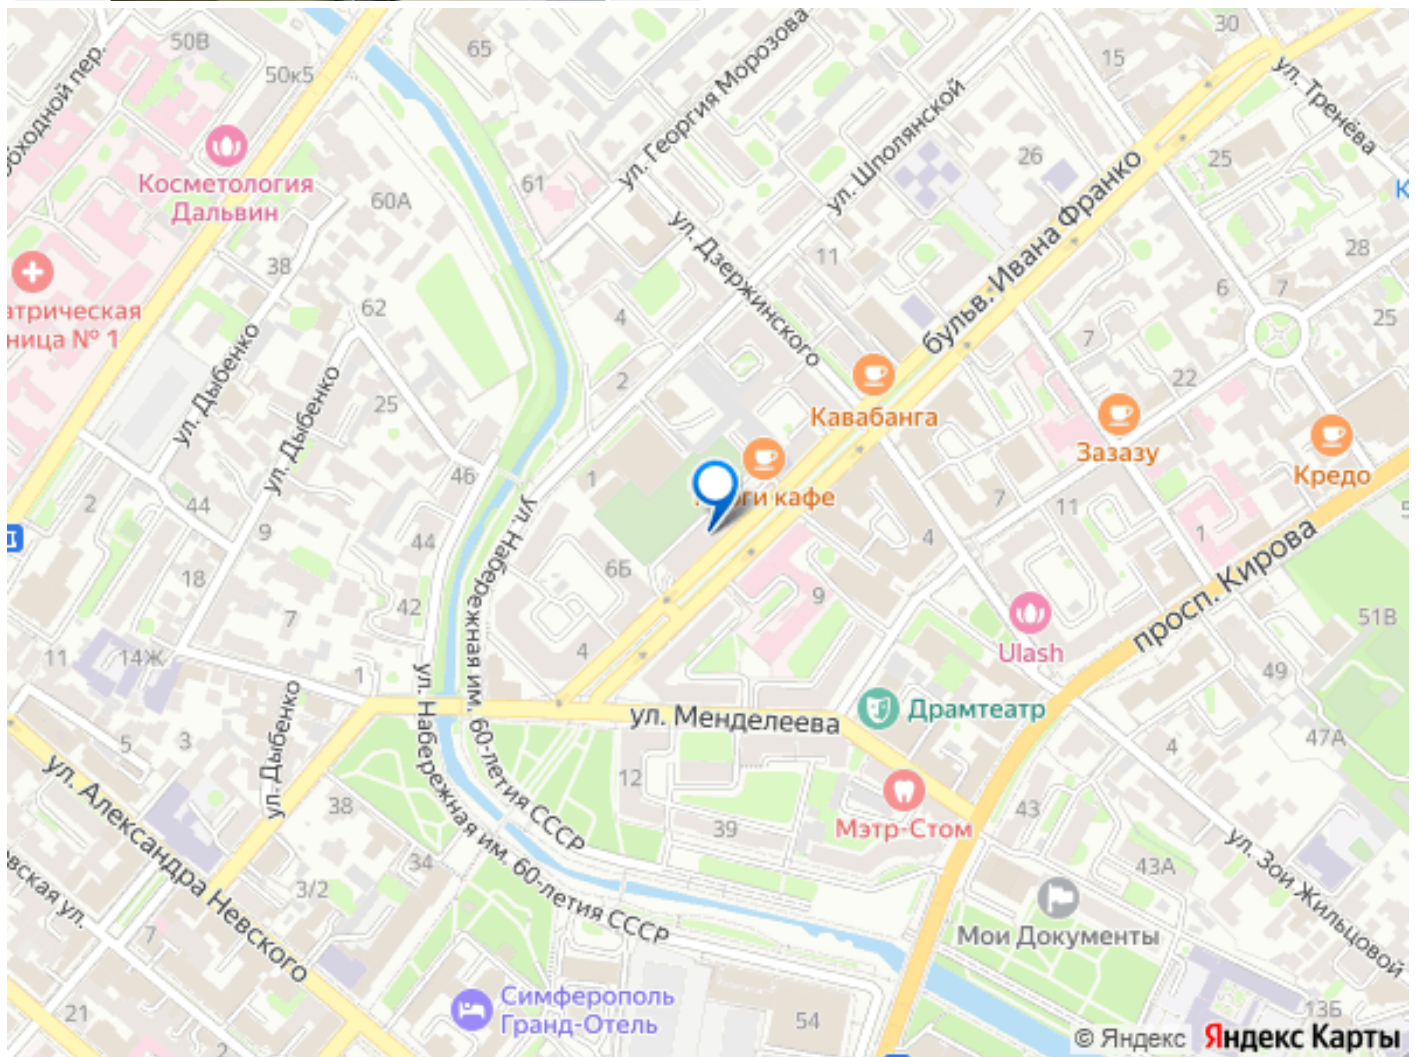 50В
65
30
50к5
15
ул. Георгия Морозова
ул. Шполянской
ул. Тренёва
Косметология
Дальвин
60А
61
26
25
38
62
11
28
6
7
25
атрическая
ница № 1
ул. Дыбенко
ул. Дыбенко
4
ул. Дзержинского
бульв. Ивана Франко
7
22
25
2
Кавабанга
Зазазу
Кредо
46
1
2
44
9
44
ги кафе
7
11
4
1
6Б
18
7
42
9
51В
ул. Набережная им. 60-летия СССР
просп. Кирова
Ulash
11
14Ж
1
4
49
ул. Набережная им. 60-летия СССР
ул. Менделеева
Драмтеатр
ул. Дыбенко
5
3
12
4
47А
38
39
Мэтр-Стом
43
43А
ул. Александра Невского
34
3/2
вская ул.
7
ул. Зои Жильцовой
Мои Документы
Симферополь
Гранд-Отель
21
2
54
13Б
© Яндекс Яндекс Карты